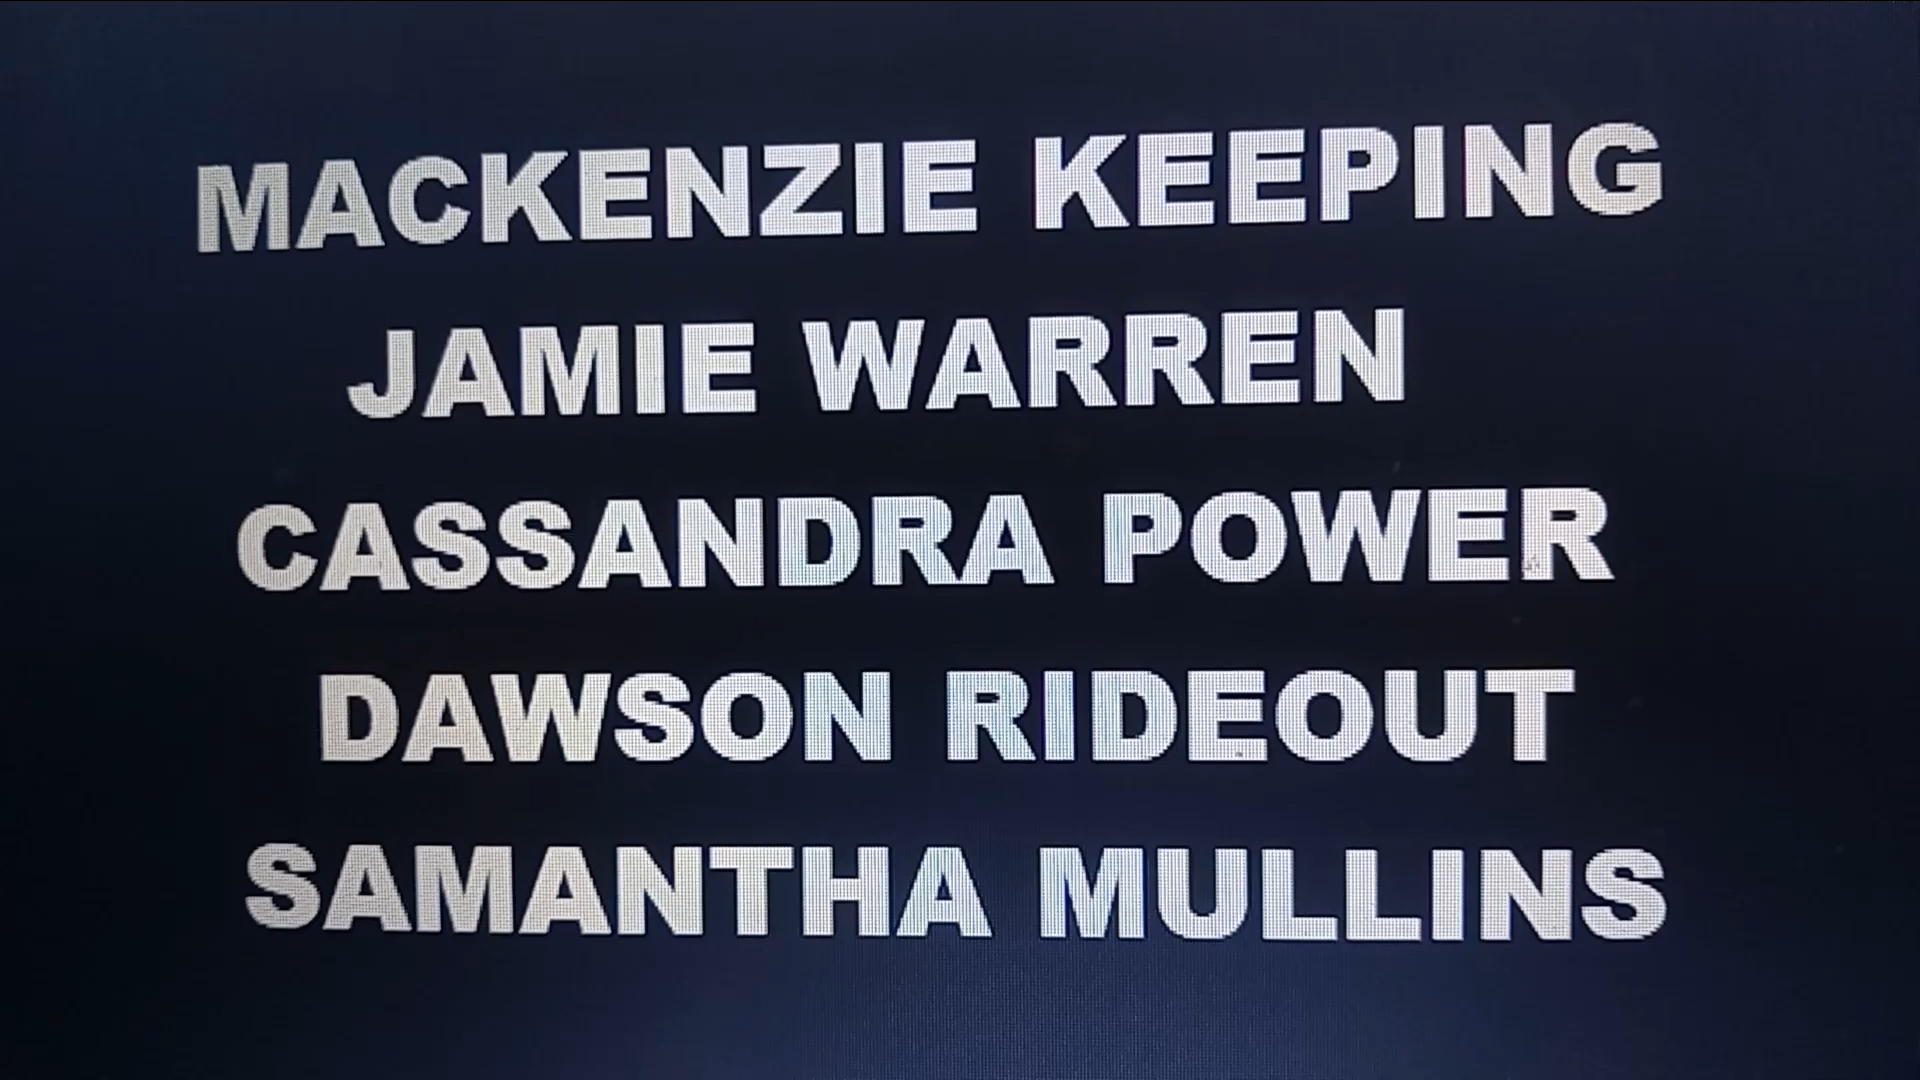 MACKENZIE KEEPING
JAMIE WARREN
CASSANDRA POWER
DAWSON RIDEOUT
SAMANTHA MULLINS